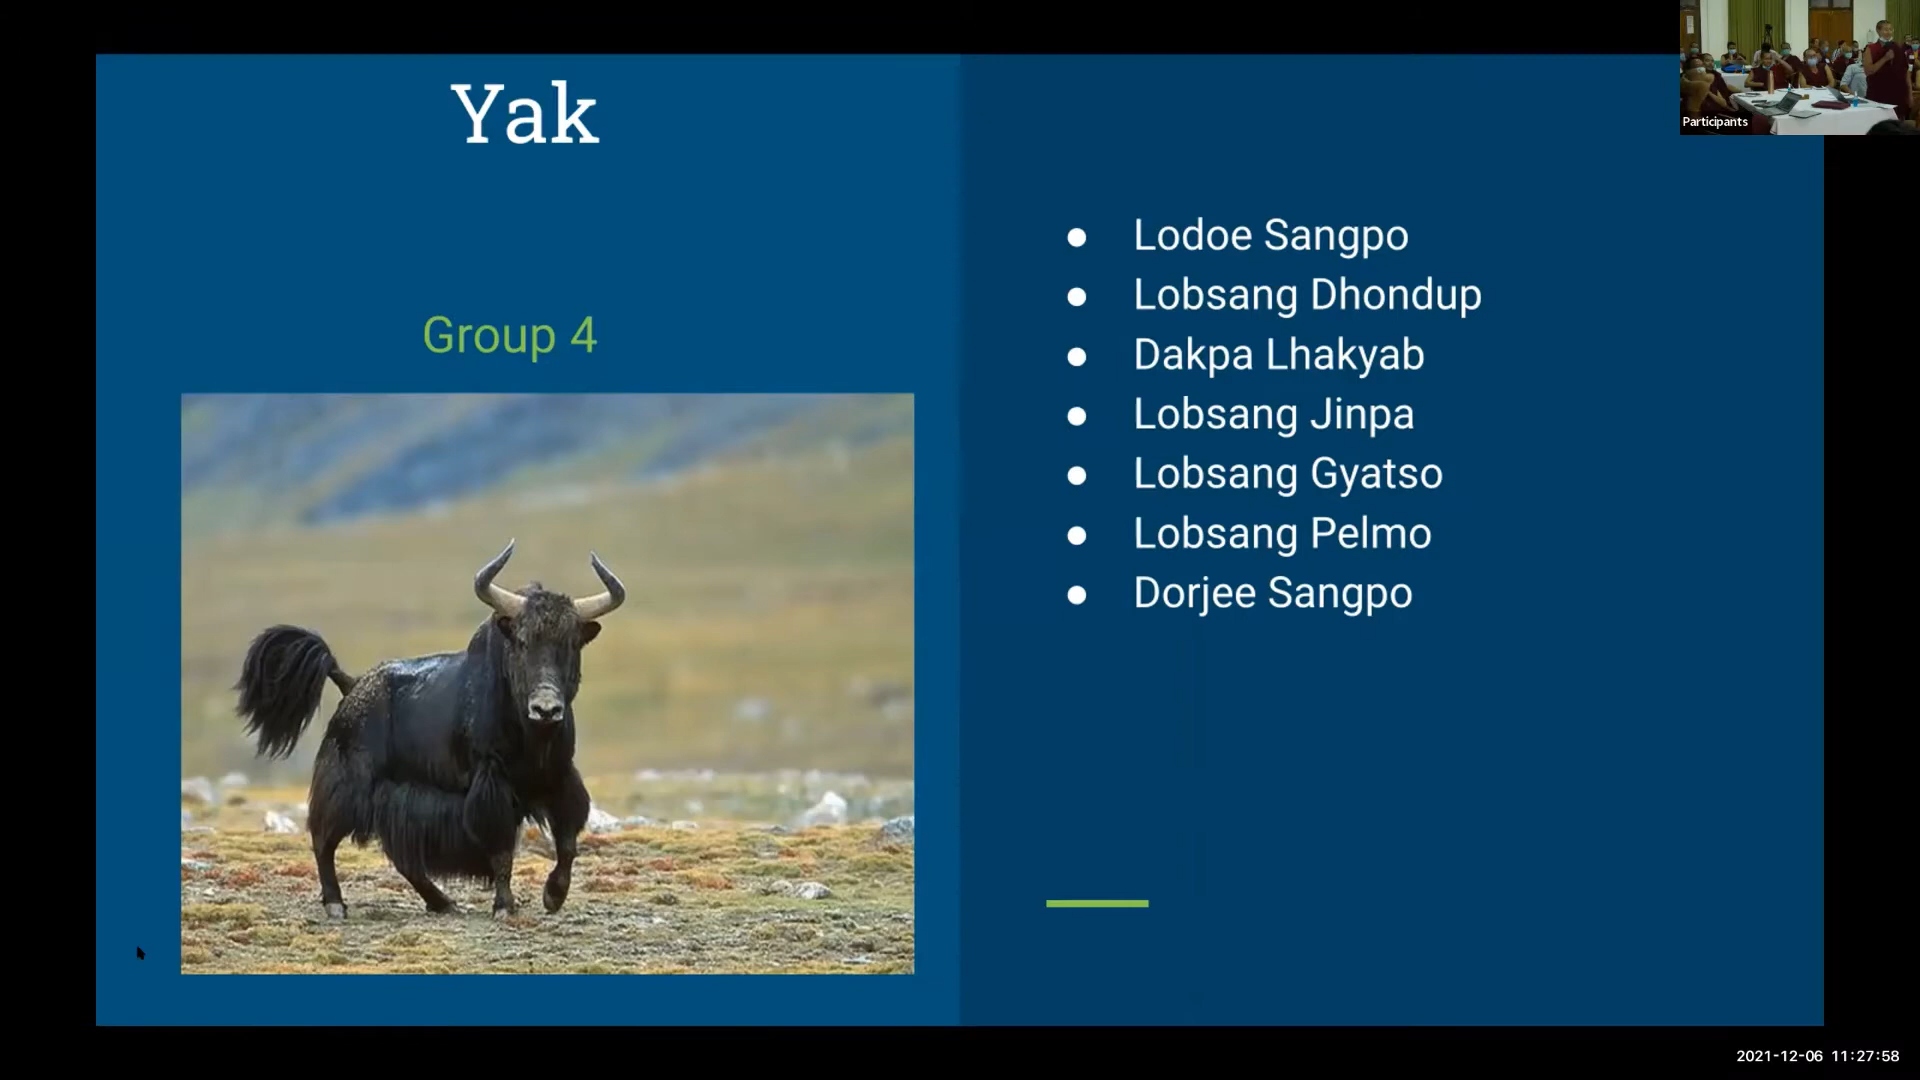 Yak
Group 4
● Lodoe Sangpo
● Lobsang Dhondup
● Dakpa Lhakyab
● Lobsang Jinpa
● Lobsang Gyatso
● Lobsang Pelmo
● Dorjee Sangpo
Participants
2021-12-06 11:27:58